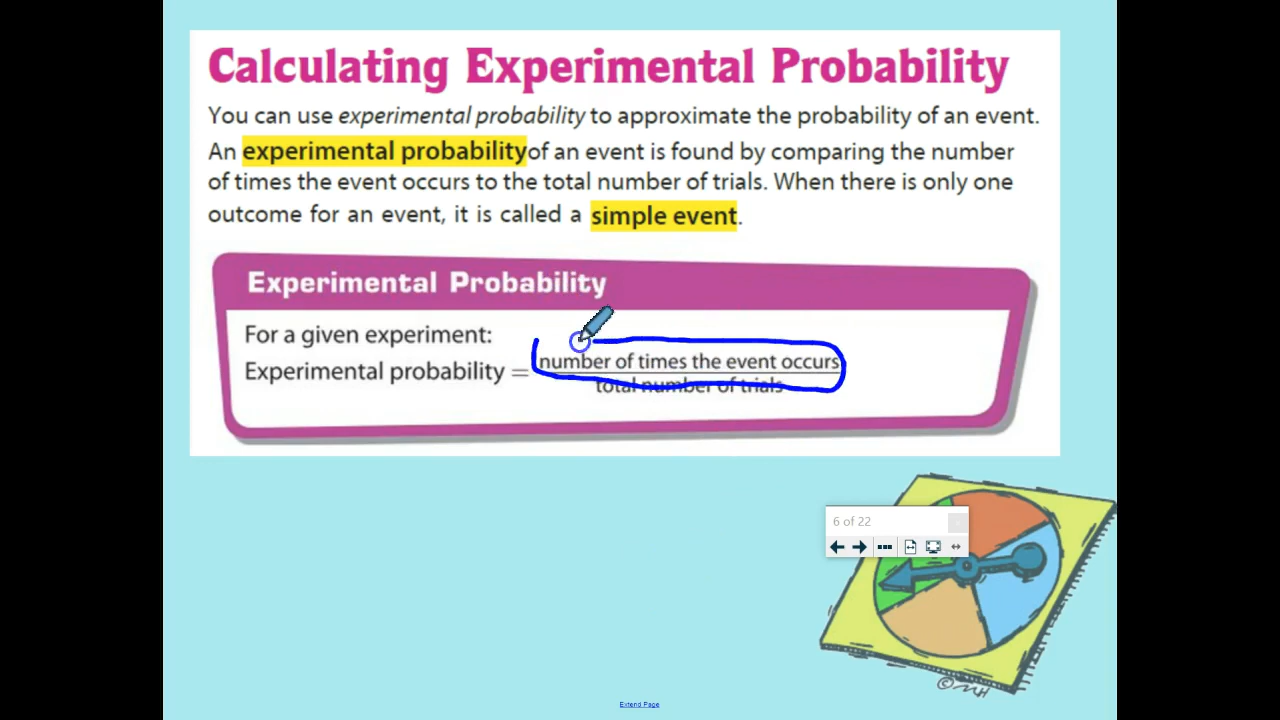 Calculating Experimental Probability
You can use experimental probability to approximate the probability of an event.
An experimental probability of an event is found by comparing the number
of times the event occurs to the total number of trials. When there is only one
outcome for an event, it is called a simple event.
Experimental Probability
For a given experiment:
Experimental probability = number of times the event occurs
total number of trials
6 of 22
©MH
Extend Page